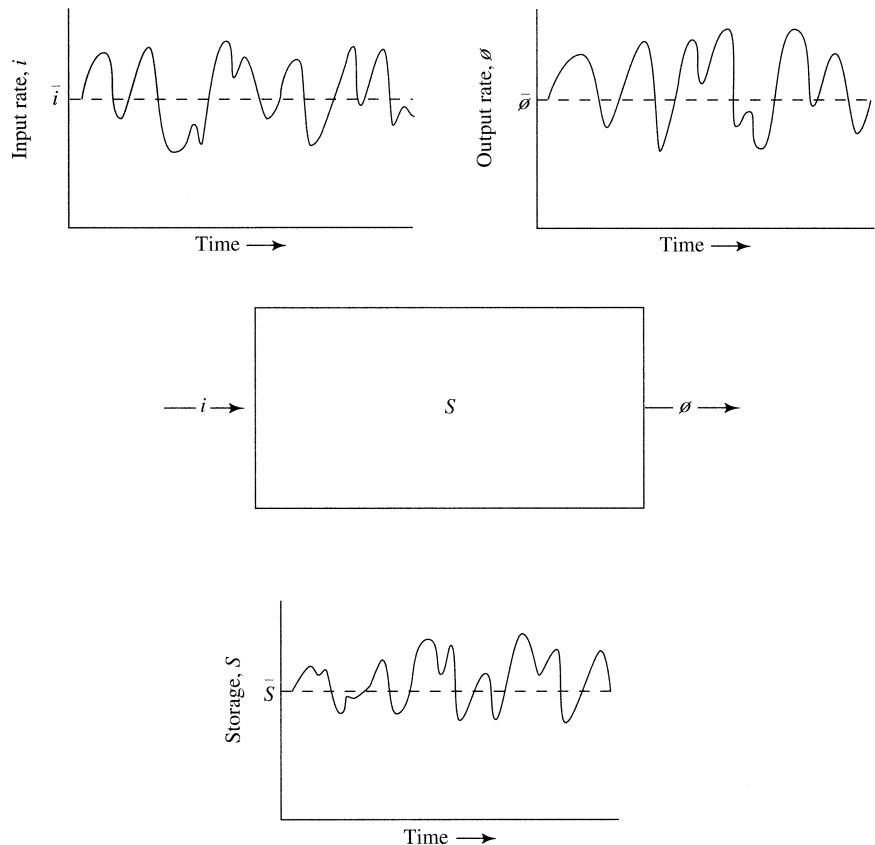 Input rate, i
i̅
Time
Output rate, ø
ø̅
Time
i
S
ø
Storage, S
S̅
Time